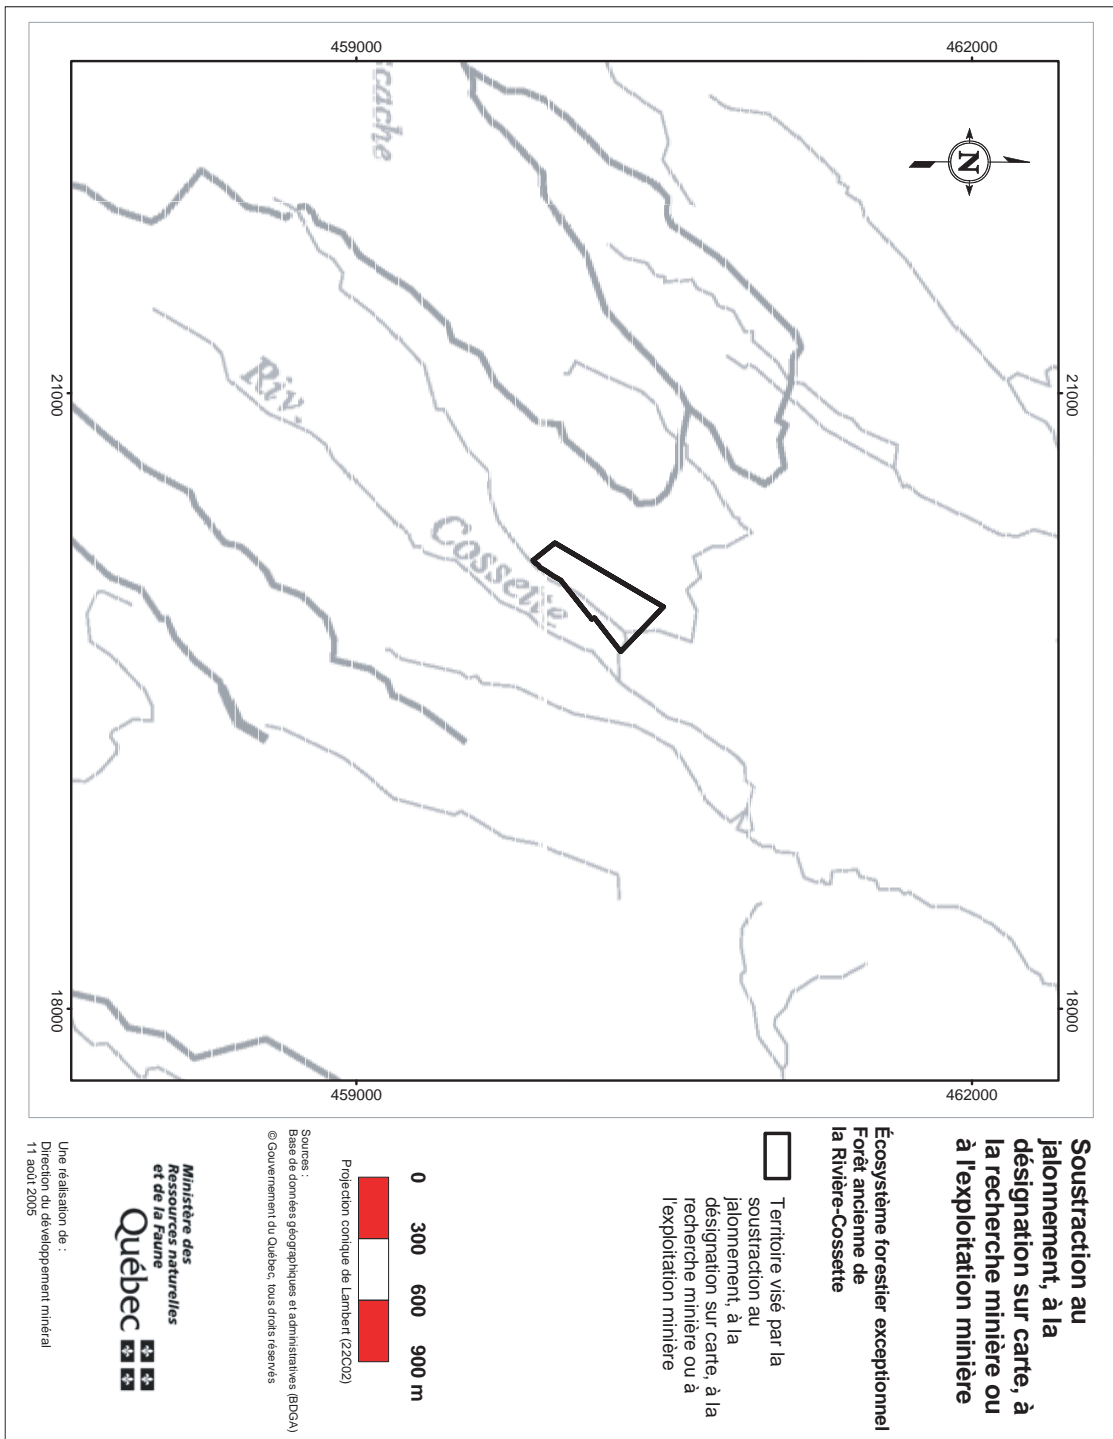 Soustraction au
jalonnement, à la
désignation sur carte, à
la recherche minière ou
à l'exploitation minière
Écosystème forestier exceptionnel
Forêt ancienne de
la Rivière-Cossette
Territoire visé par la
soustraction au
jalonnement, à la
désignation sur carte, à la
recherche minière ou à
l'exploitation minière
0 300 600 900 m
Projection conique de Lambert (22C02)
Sources :
Base de données géographiques et administratives (BDGA)
© Gouvernement du Québec, tous droits réservés
Ministère des
Ressources naturelles
et de la Faune
Québec
Une réalisation de :
Direction du développement minéral
11 août 2005
N
462000
462000
459000
459000
21000
21000
18000
18000
icache
Riv.
Cossette